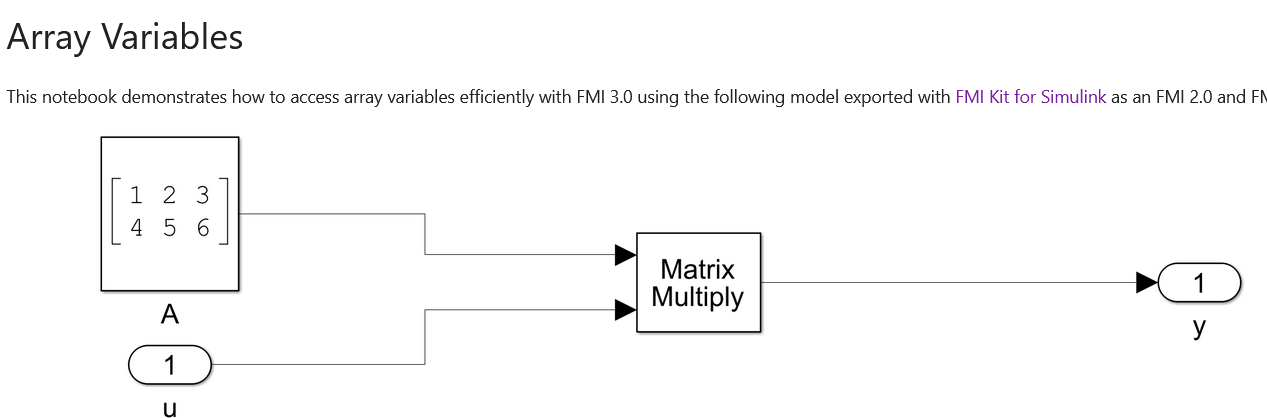 Array Variables
This notebook demonstrates how to access array variables efficiently with FMI 3.0 using the following model exported with FMI Kit for Simulink as an FMI 2.0 and
1 2 3
4 5 6
A
Matrix
Multiply
1
y
1
u